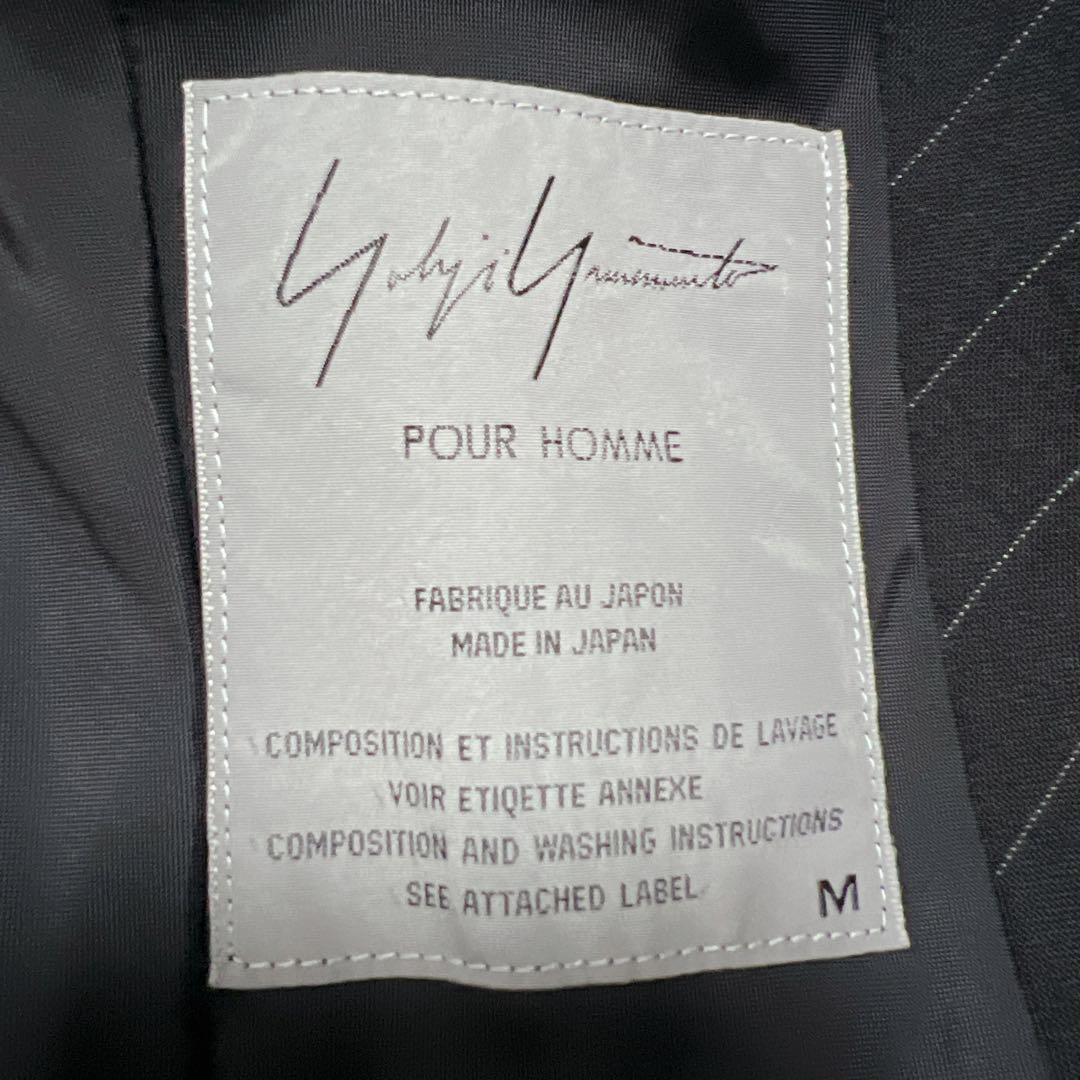 Yohji Yamamoto
POUR HOMME
FABRIQUE AU JAPON
MADE IN JAPAN
COMPOSITION ET INSTRUCTIONS DE LAVAGE
VOIR ETIQETTE ANNEXE
COMPOSITION AND WASHING INSTRUCTIONS
SEE ATTACHED LABEL
M